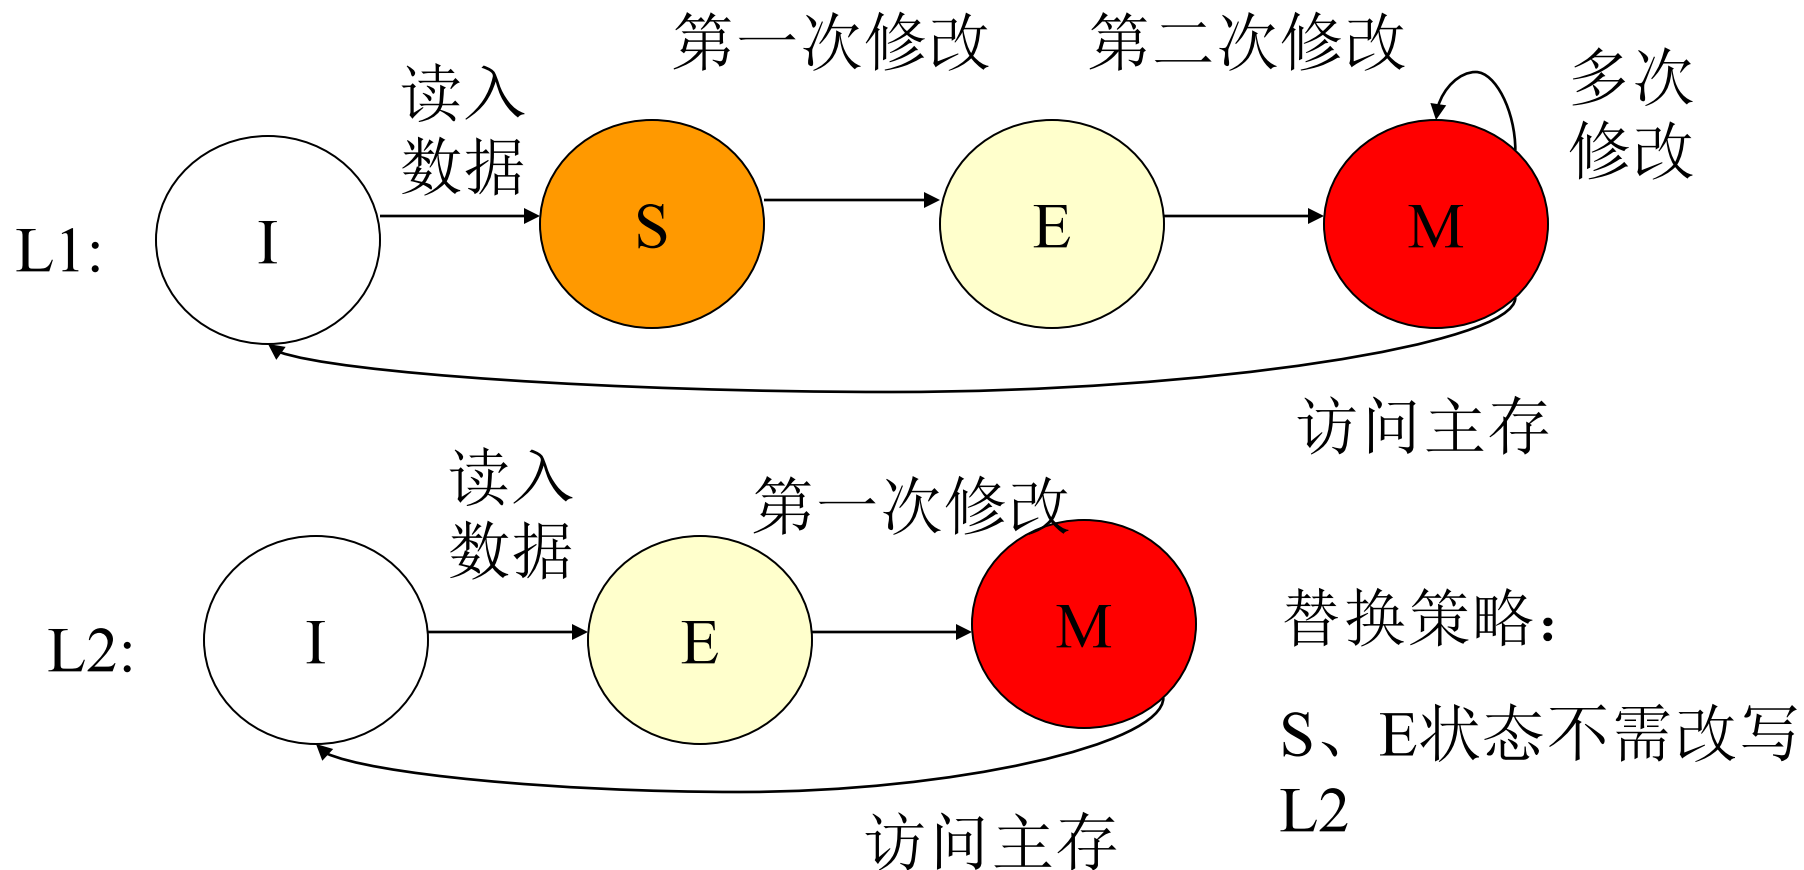 第一次修改
第二次修改
读入
数据
多次
修改
L1:
I
S
E
M
访问主存
读入
数据
第一次修改
L2:
I
E
M
替换策略：
S、E状态不需改写
L2
访问主存